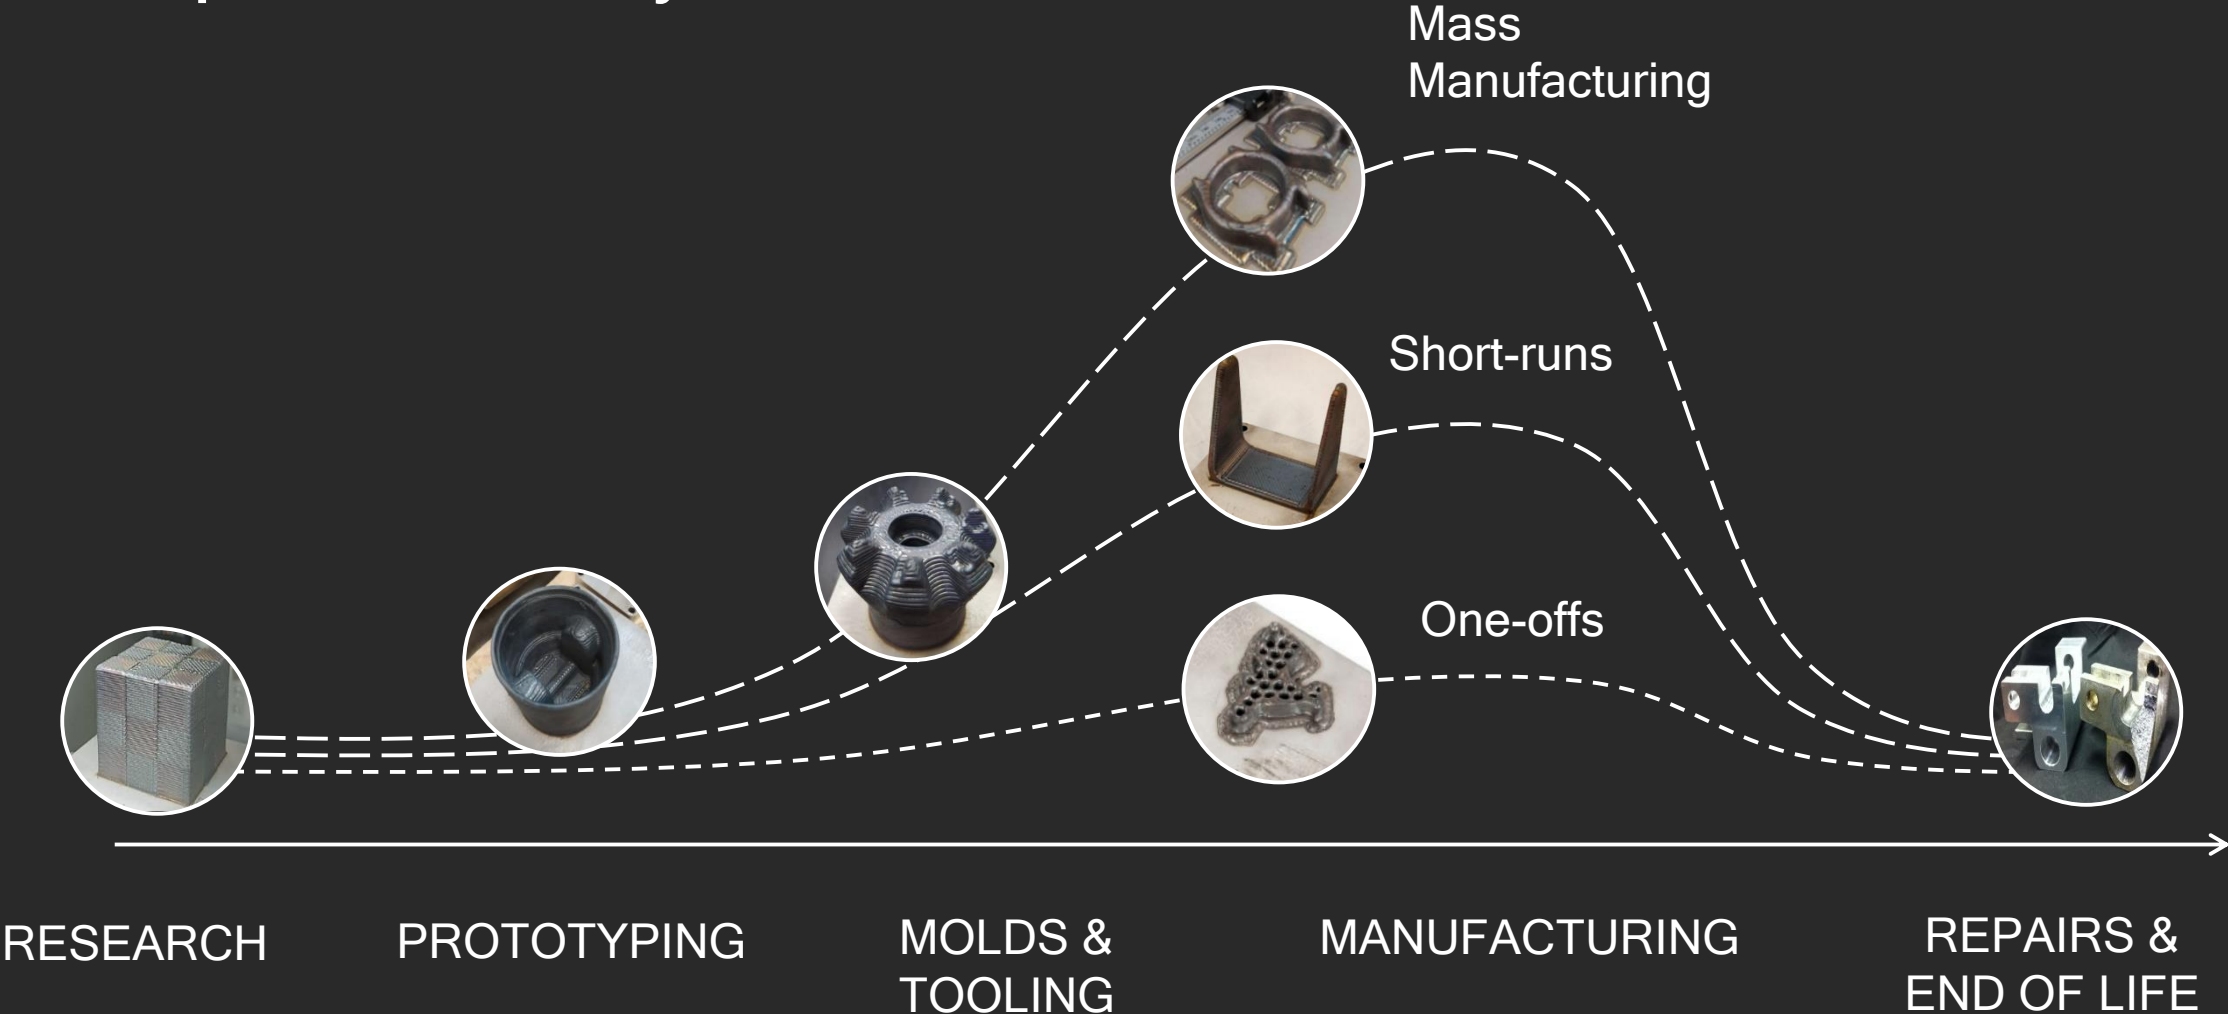 Mass
Manufacturing
Short-runs
One-offs
RESEARCH
PROTOTYPING
MOLDS &
TOOLING
MANUFACTURING
REPAIRS &
END OF LIFE